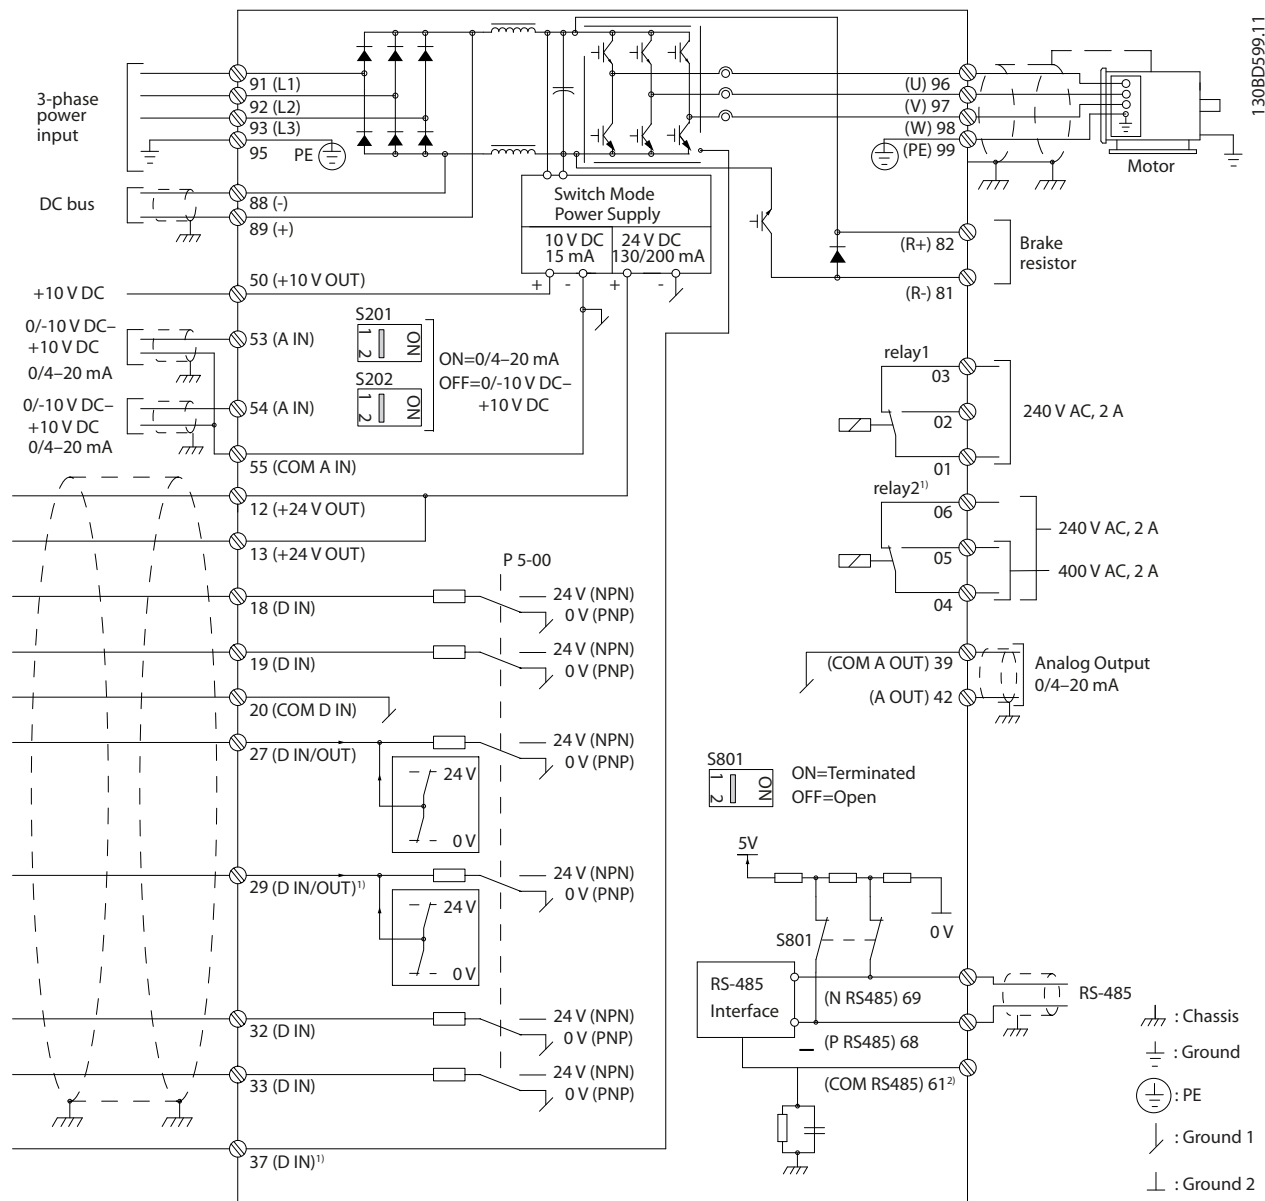 130BD599.11
3-phase
power
input
91 (L1)
92 (L2)
93 (L3)
95
PE
(U) 96
(V) 97
(W) 98
(PE) 99
Motor
DC bus
88 (-)
89 (+)
Switch Mode
Power Supply
10 V DC
15 mA
24 V DC
130/200 mA
+ - + -
(R+) 82
(R-) 81
Brake
resistor
+10 V DC
50 (+10 V OUT)
0/-10 V DC–
+10 V DC
0/4–20 mA
53 (A IN)
S201
1 2
ON
S202
1 2
ON
ON=0/4–20 mA
OFF=0/-10 V DC–
+10 V DC
0/-10 V DC–
+10 V DC
0/4–20 mA
54 (A IN)
55 (COM A IN)
12 (+24 V OUT)
13 (+24 V OUT)
relay1
03
02
01
240 V AC, 2 A
relay2¹⁾
06
05
04
240 V AC, 2 A
400 V AC, 2 A
P 5-00
18 (D IN)
24 V (NPN)
0 V (PNP)
19 (D IN)
24 V (NPN)
0 V (PNP)
20 (COM D IN)
27 (D IN/OUT)
24 V (NPN)
0 V (PNP)
24 V
0 V
29 (D IN/OUT)¹⁾
24 V (NPN)
0 V (PNP)
24 V
0 V
32 (D IN)
24 V (NPN)
0 V (PNP)
33 (D IN)
24 V (NPN)
0 V (PNP)
37 (D IN)¹⁾
(COM A OUT) 39
(A OUT) 42
Analog Output
0/4–20 mA
S801
1 2
ON
ON=Terminated
OFF=Open
5V
0 V
S801
RS-485
Interface
(N RS485) 69
(P RS485) 68
(COM RS485) 61²⁾
RS-485
: Chassis
: Ground
: PE
: Ground 1
: Ground 2